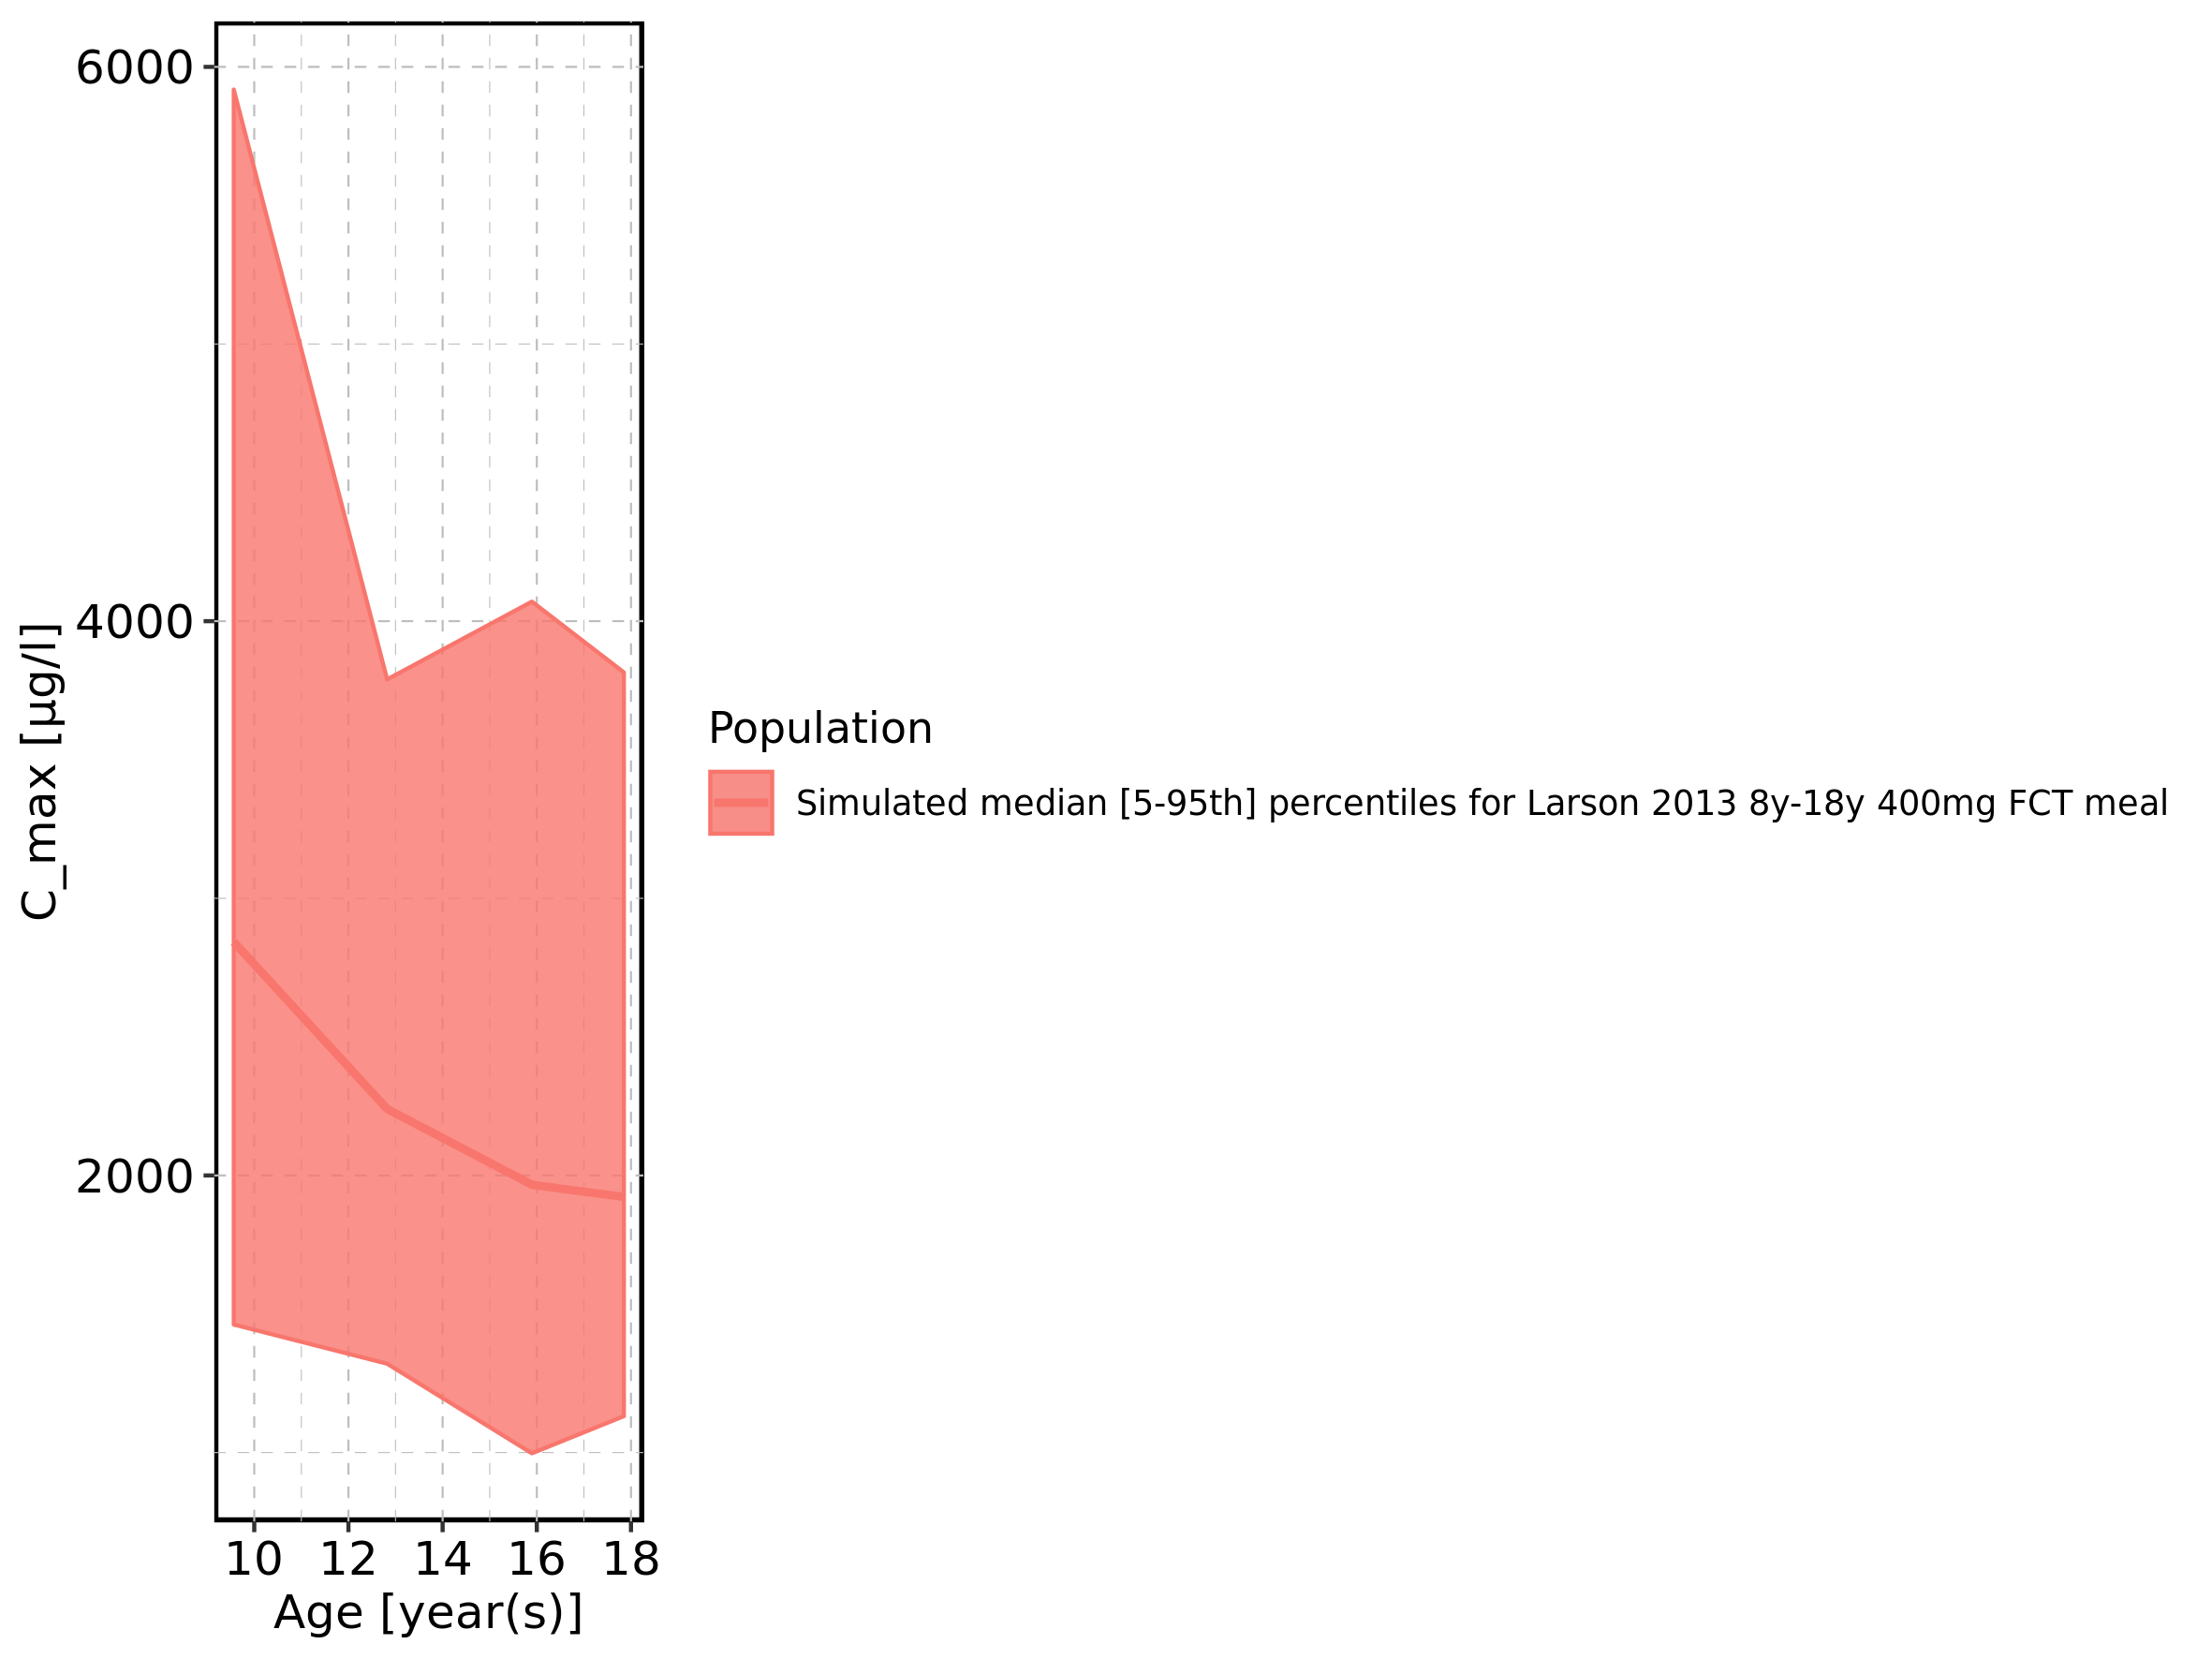 6000
4000
2000
C_max [µg/l]
10 12 14 16 18
Age [year(s)]
Population
Simulated median [5-95th] percentiles for Larson 2013 8y-18y 400mg FCT meal